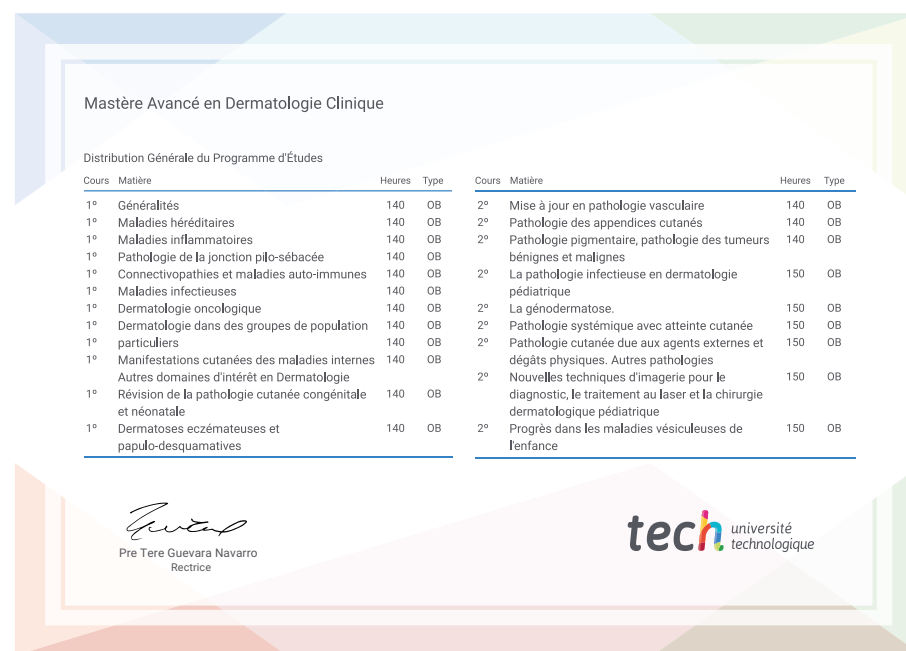 Mastère Avancé en Dermatologie Clinique
Distribution Générale du Programme d'Études
Cours Matière Heures Type
1º Généralités 140 OB
1º Maladies héréditaires 140 OB
1º Maladies inflammatoires 140 OB
1º Pathologie de la jonction pilo-sébacée 140 OB
1º Connectivopathies et maladies auto-immunes 140 OB
1º Maladies infectieuses 140 OB
1º Dermatologie oncologique 140 OB
1º Dermatologie dans des groupes de population 140 OB
1º particuliers 140 OB
1º Manifestations cutanées des maladies internes 140 OB
Autres domaines d'intérêt en Dermatologie
1º Révision de la pathologie cutanée congénitale 140 OB
et néonatale
1º Dermatoses eczémateuses et 140 OB
papulo-desquamatives
Cours Matière Heures Type
2º Mise à jour en pathologie vasculaire 140 OB
2º Pathologie des appendices cutanés 140 OB
2º Pathologie pigmentaire, pathologie des tumeurs 140 OB
bénignes et malignes
2º La pathologie infectieuse en dermatologie 150 OB
pédiatrique
2º La génodermatose. 150 OB
2º Pathologie systémique avec atteinte cutanée 150 OB
2º Pathologie cutanée due aux agents externes et 150 OB
dégâts physiques. Autres pathologies
2º Nouvelles techniques d'imagerie pour le 150 OB
diagnostic, le traitement au laser et la chirurgie
dermatologique pédiatrique
2º Progrès dans les maladies vésiculeuses de 150 OB
l'enfance
Pre Tere Guevara Navarro
Rectrice
tech université
technologique